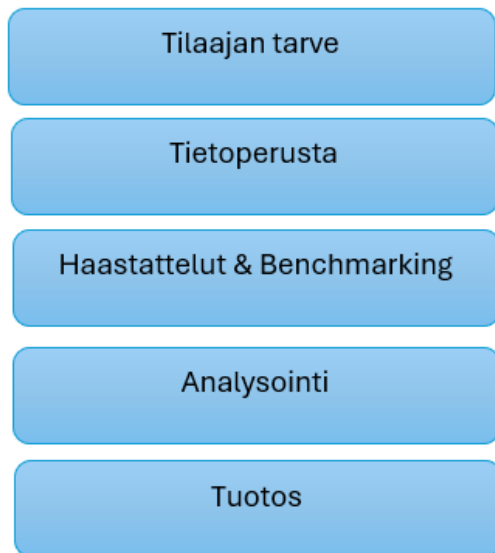 Tilaajan tarve
Tietoperusta
Haastattelut & Benchmarking
Analysointi
Tuotos